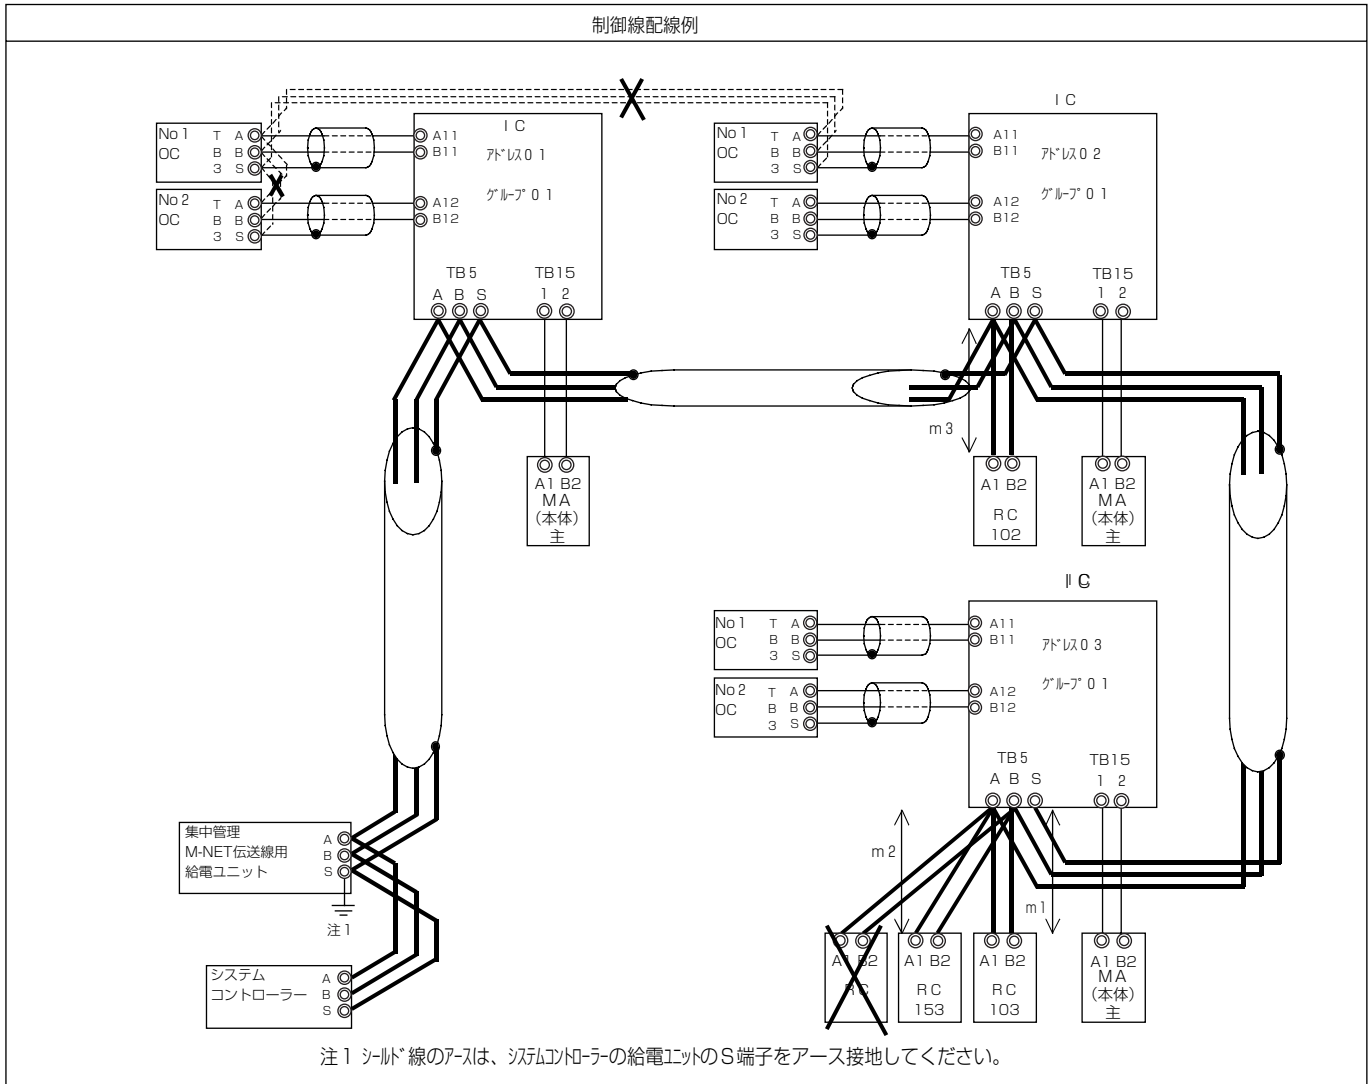 制御線配線例
No1 T A
OC B B
3 S
No2 T A
OC B B
3 S
A11
B11
A12
B12
IC
アドレス01
グループ01
TB5 TB15
A B S 1 2
A1 B2
MA
(本体)
主
IC
No1 T A
OC B B
3 S
No2 T A
OC B B
3 S
A11
B11
A12
B12
アドレス02
グループ01
TB5 TB15
A B S 1 2
m3
A1 B2
RC
102
A1 B2
MA
(本体)
主
IC
No1 T A
OC B B
3 S
No2 T A
OC B B
3 S
A11
B11
A12
B12
アドレス03
グループ01
TB5 TB15
A B S 1 2
m2
m1
A1 B2
RC
A1 B2
RC
153
A1 B2
RC
103
A1 B2
MA
(本体)
主
集中管理
M-NET伝送線用
給電ユニット
A
B
S
注1
システム
コントローラー
A
B
S
注1 シールド線のアースは、システムコントローラーの給電ユニットのS端子をアース接地してください。